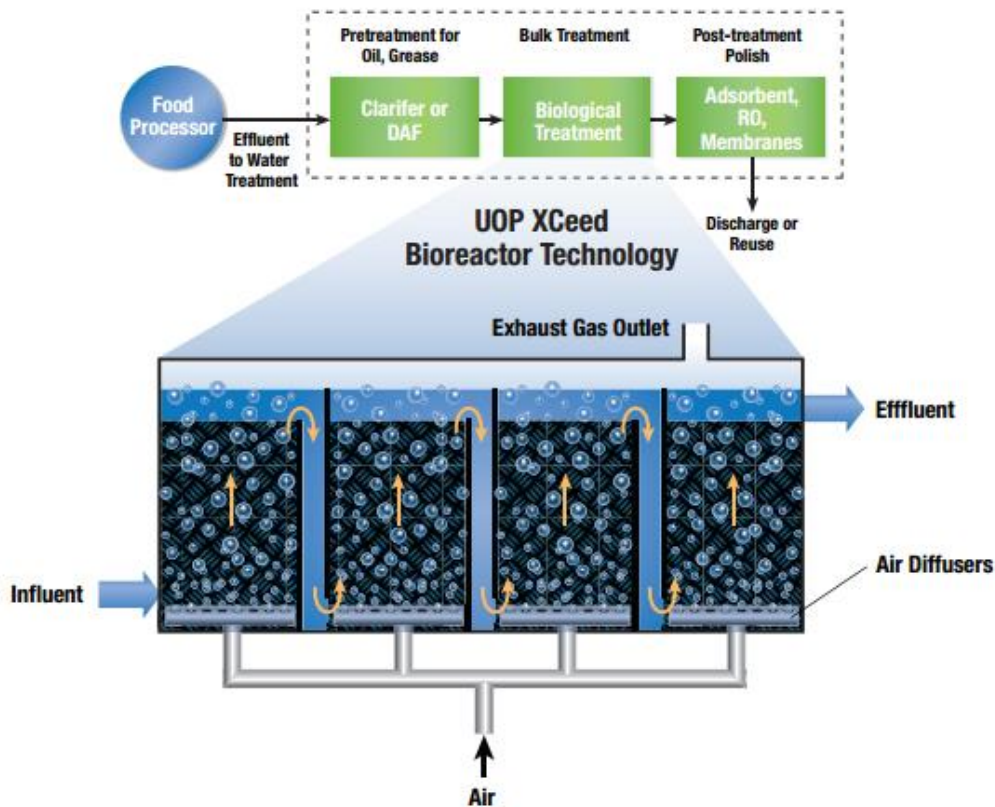 Pretreatment for
Oil, Grease
Bulk Treatment
Post-treatment
Polish
Food
Processor
Effluent
to Water
Treatment
Clarifer or
DAF
Biological
Treatment
Adsorbent,
RO,
Membranes
Discharge or
Reuse
UOP XCeed
Bioreactor Technology
Exhaust Gas Outlet
Efffluent
Influent
Air Diffusers
Air